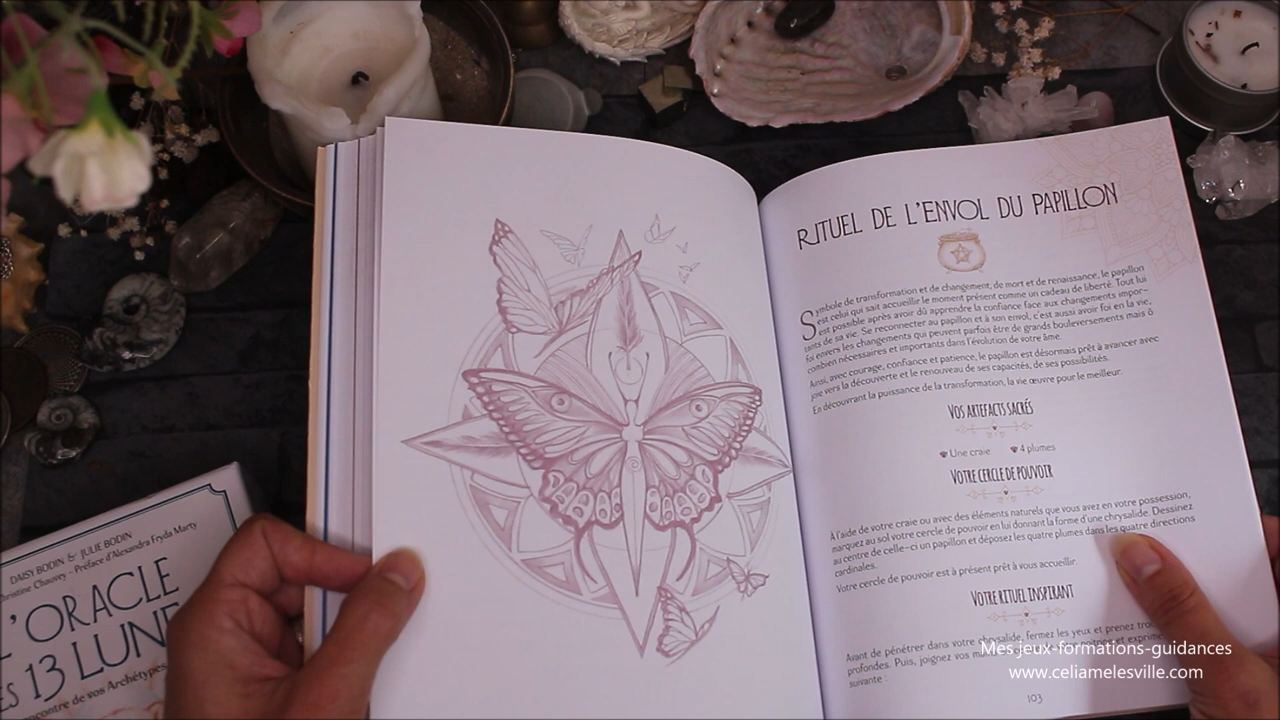 RITUEL DE L'ENVOL DU PAPILLON
Symbole de transformation et de changement, de mort et de renaissance, le papillon
est celui qui sait accueillir le moment présent comme un cadeau de liberté. Tout lui
est possible après avoir dû apprendre la confiance face aux changements impor-
tants de sa vie. Se reconnecter au papillon et à son envol, c'est aussi avoir foi en la vie,
foi envers les changements qui peuvent parfois être de grands bouleversements mais ô
combien nécessaires et importants dans l'évolution de votre âme.
Ainsi, avec courage, confiance et patience, le papillon est désormais prêt à avancer avec
joie vers la découverte et le renouveau de ses capacités, de ses possibilités.
En découvrant la puissance de la transformation, la vie œuvre pour le meilleur.
VOS ARTEFACTS SACRÉS
Une craie 4 plumes
VOTRE CERCLE DE POUVOIR
À l'aide de votre craie ou avec des éléments naturels que vous avez en votre possession,
marquez au sol votre cercle de pouvoir en lui donnant la forme d'une chrysalide. Dessinez
au centre de celle-ci un papillon et déposez les quatre plumes dans les quatre directions
cardinales.
Votre cercle de pouvoir est à présent prêt à vous accueillir.
VOTRE RITUEL INSPIRANT
Avant de pénétrer dans votre chrysalide, fermez les yeux et prenez
profondes. Puis, joignez vos
suivante :
103
DAISY BODIN & JULIE BODIN
Christine Chauvey - Préface d'Alexandra Fryda Marty
L'ORACLE
13 LUNE
contre de vos Archétypes
Mes jeux-formations-guidances
www.celiamelesville.com